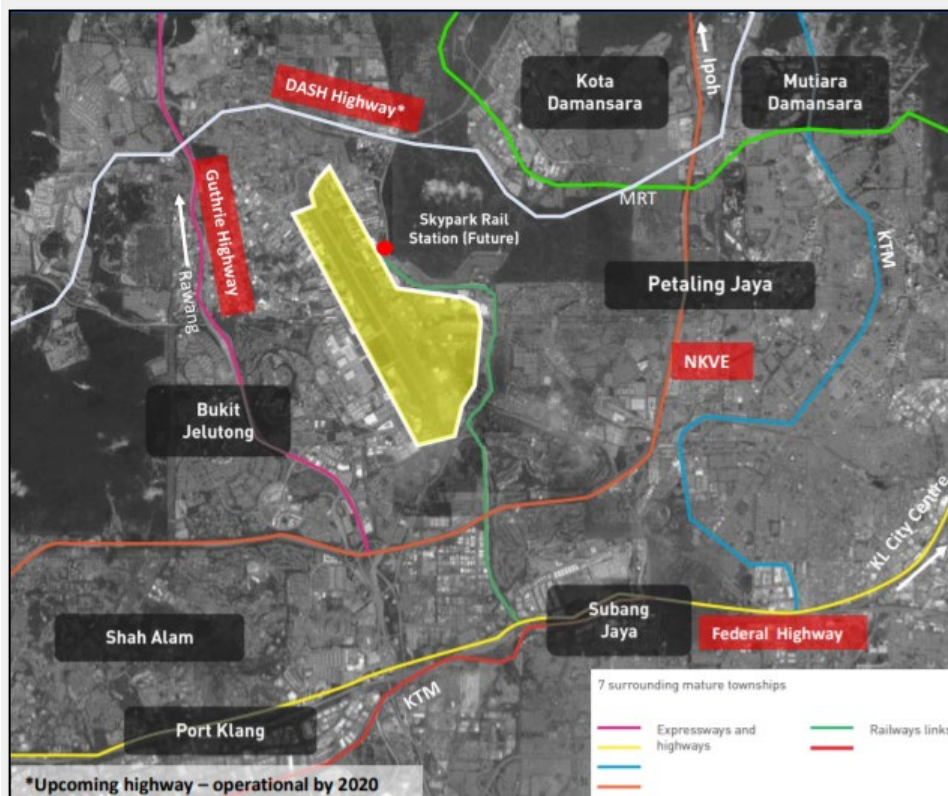 DASH Highway*
Kota
Damansara
Ipoh
Mutiara
Damansara
Guthrie Highway
Rawang
Skypark Rail
Station (Future)
MRT
KTM
Petaling Jaya
NKVE
Bukit
Jelutong
KL City Centre
Shah Alam
Subang
Jaya
Federal Highway
KTM
Port Klang
7 surrounding mature townships
Expressways and
highways
Railways links
*Upcoming highway – operational by 2020